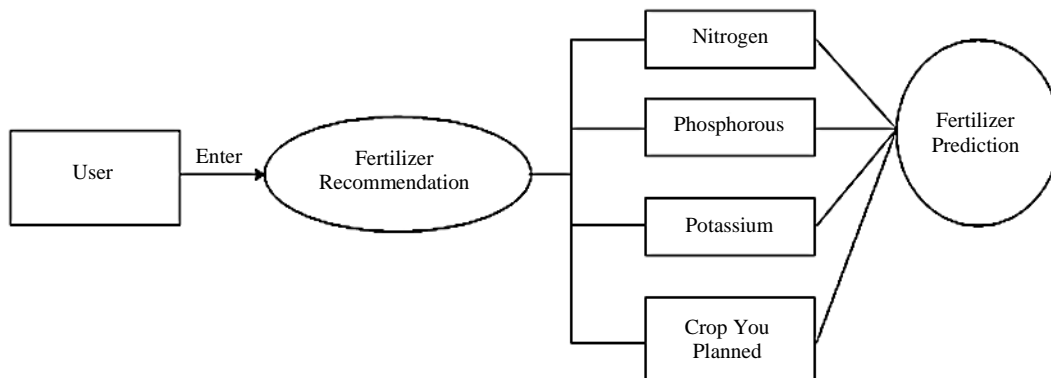 User
Enter
Fertilizer
Recommendation
Nitrogen
Phosphorous
Potassium
Crop You
Planned
Fertilizer
Prediction